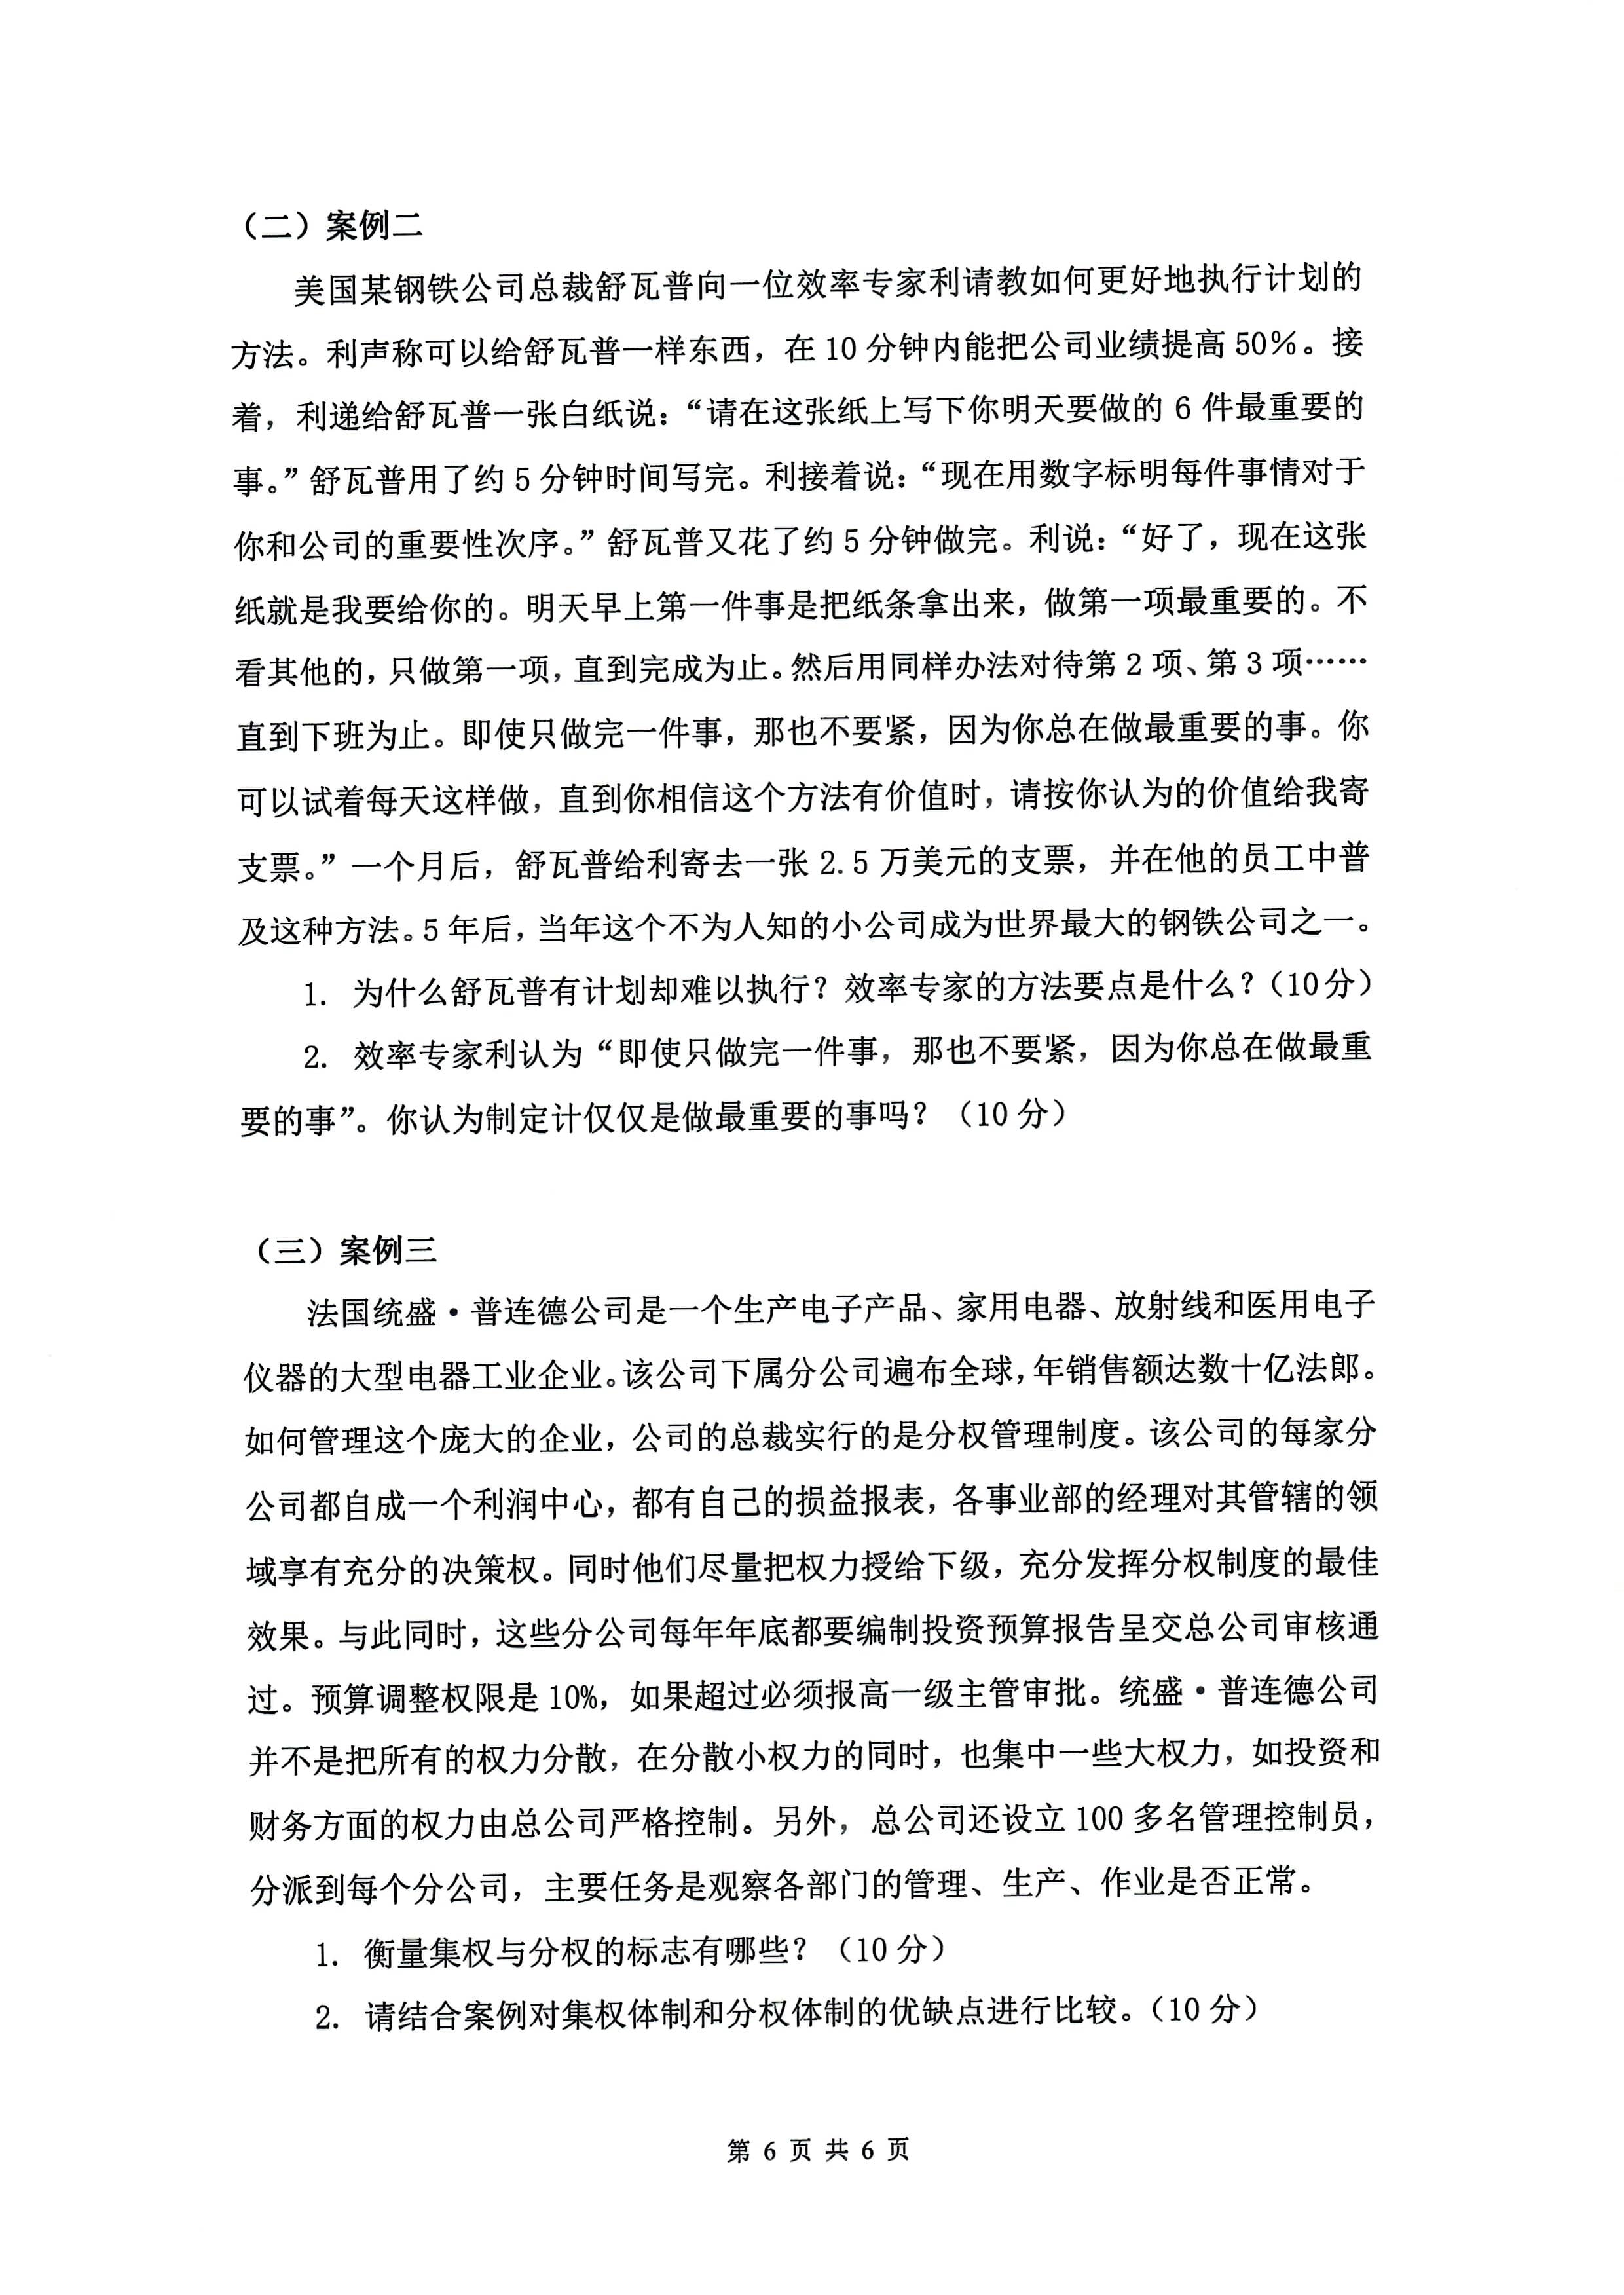 （二）案例二
美国某钢铁公司总裁舒瓦普向一位效率专家利请教如何更好地执行计划的
方法。利声称可以给舒瓦普一样东西，在 10 分钟内能把公司业绩提高 50%。接
着，利递给舒瓦普一张白纸说：“请在这张纸上写下你明天要做的 6 件最重要的
事。”舒瓦普用了约 5 分钟时间写完。利接着说：“现在用数字标明每件事情对于
你和公司的重要性次序。”舒瓦普又花了约 5 分钟做完。利说：“好了，现在这张
纸就是我要给你的。明天早上第一件事是把纸条拿出来，做第一项最重要的。不
看其他的，只做第一项，直到完成为止。然后用同样办法对待第 2 项、第 3 项……
直到下班为止。即使只做完一件事，那也不要紧，因为你总在做最重要的事。你
可以试着每天这样做，直到你相信这个方法有价值时，请按你认为的价值给我寄
支票。”一个月后，舒瓦普给利寄去一张 2.5 万美元的支票，并在他的员工中普
及这种方法。5 年后，当年这个不为人知的小公司成为世界最大的钢铁公司之一。
1. 为什么舒瓦普有计划却难以执行？效率专家的方法要点是什么？（10 分）
2. 效率专家利认为“即使只做完一件事，那也不要紧，因为你总在做最重
要的事”。你认为制定计仅仅是做最重要的事吗？（10 分）
（三）案例三
法国统盛·普连德公司是一个生产电子产品、家用电器、放射线和医用电子
仪器的大型电器工业企业。该公司下属分公司遍布全球，年销售额达数十亿法郎。
如何管理这个庞大的企业，公司的总裁实行的是分权管理制度。该公司的每家分
公司都自成一个利润中心，都有自己的损益报表，各事业部的经理对其管辖的领
域享有充分的决策权。同时他们尽量把权力授给下级，充分发挥分权制度的最佳
效果。与此同时，这些分公司每年年底都要编制投资预算报告呈交总公司审核通
过。预算调整权限是 10%，如果超过必须报高一级主管审批。统盛·普连德公司
并不是把所有的权力分散，在分散小权力的同时，也集中一些大权力，如投资和
财务方面的权力由总公司严格控制。另外，总公司还设立 100 多名管理控制员，
分派到每个分公司，主要任务是观察各部门的管理、生产、作业是否正常。
1. 衡量集权与分权的标志有哪些？（10 分）
2. 请结合案例对集权体制和分权体制的优缺点进行比较。（10 分）
第 6 页 共 6 页